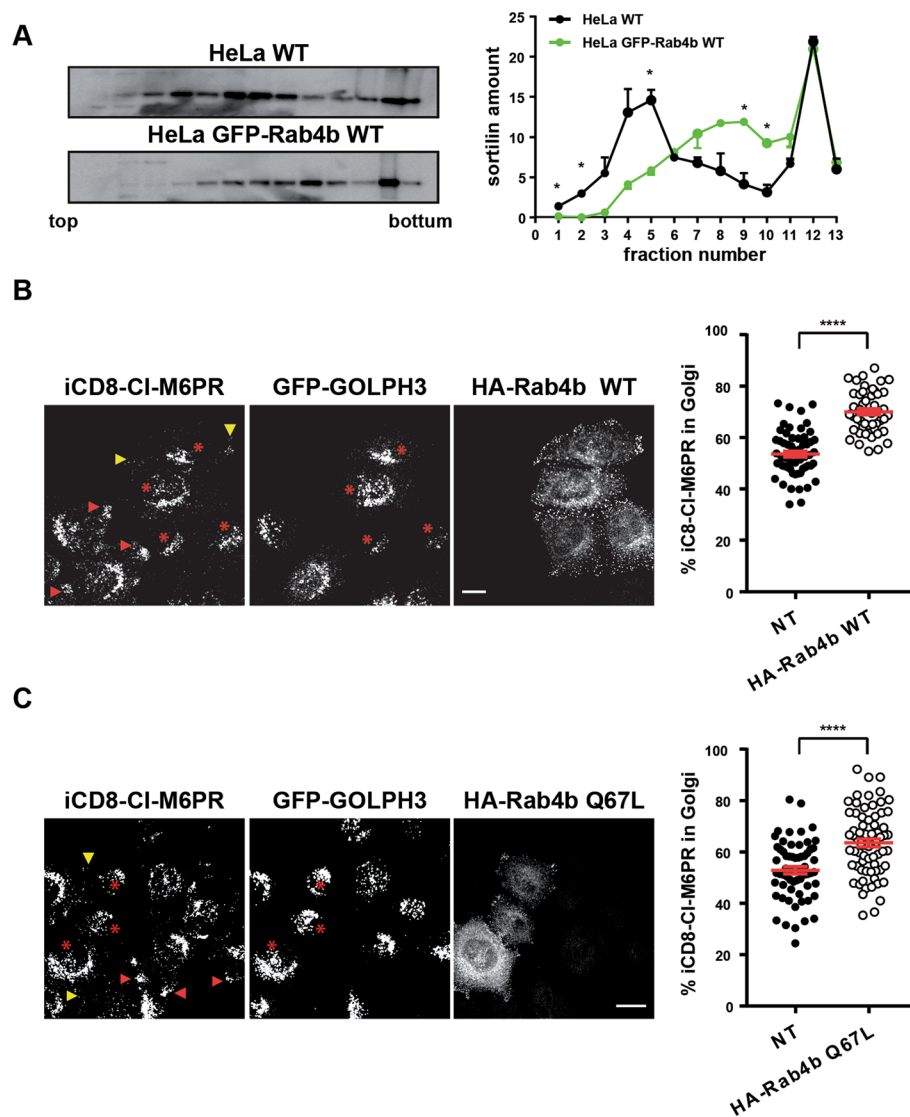 A
HeLa WT
HeLa GFP-Rab4b WT
top bottum
HeLa WT
HeLa GFP-Rab4b WT
sortilin amount
25
20
15
10
5
0
* * * * *
0 1 2 3 4 5 6 7 8 9 10 11 12 13
fraction number
B
iCD8-CI-M6PR GFP-GOLPH3 HA-Rab4b WT
* * * *
* * * *
% iC8-CI-M6PR in Golgi
100
80
60
40
20
0
****
NT
HA-Rab4b WT
C
iCD8-CI-M6PR GFP-GOLPH3 HA-Rab4b Q67L
* * *
* * *
% iCD8-CI-M6PR in Golgi
100
80
60
40
20
0
****
NT
HA-Rab4b Q67L